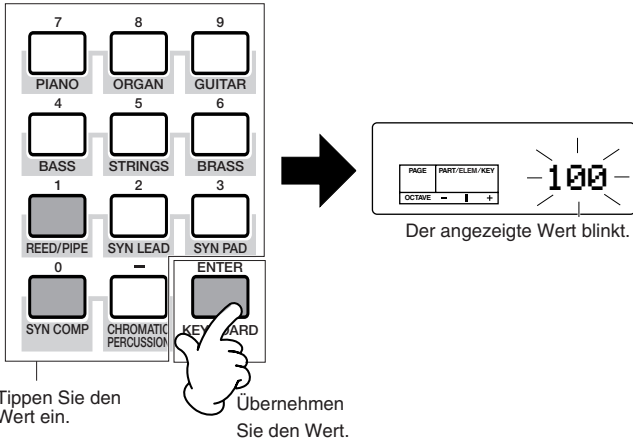 7 8 9
PIANO ORGAN GUITAR
4 5 6
BASS STRINGS BRASS
1 2 3
REED/PIPE SYN LEAD SYN PAD
0 – ENTER
SYN COMP CHROMATIC
PERCUSSION
PAGE PART/ELEM/KEY
OCTAVE – +
100
Der angezeigte Wert blinkt.
Tippen Sie den
Wert ein.
Übernehmen
Sie den Wert.